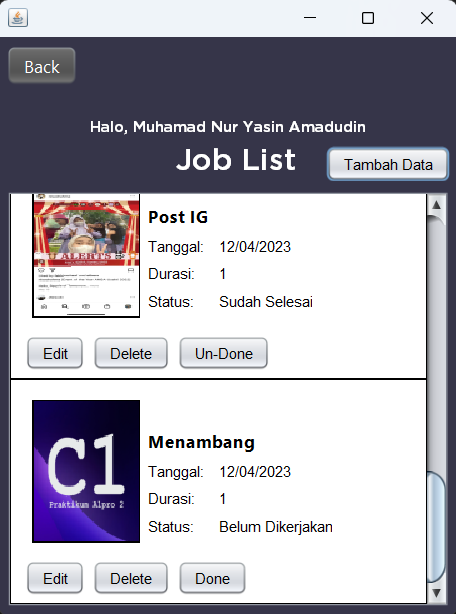 Back
Halo, Muhamad Nur Yasin Amadudin
Job List
Tambah Data
Post IG
Tanggal: 12/04/2023
Durasi: 1
Status: Sudah Selesai
Edit
Delete
Un-Done
C1
Praktikum Alpro 2
Menambang
Tanggal: 12/04/2023
Durasi: 1
Status: Belum Dikerjakan
Edit
Delete
Done